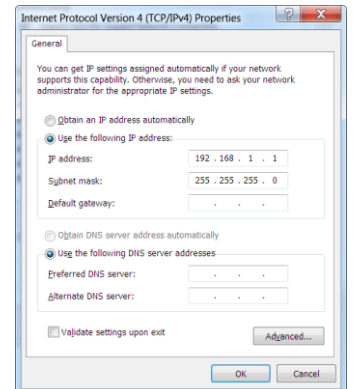 Internet Protocol Version 4 (TCP/IPv4) Properties
General
You can get IP settings assigned automatically if your network
supports this capability. Otherwise, you need to ask your network
administrator for the appropriate IP settings.
Obtain an IP address automatically
Use the following IP address:
IP address:
192 . 168 . 1 . 1
Subnet mask:
255 . 255 . 255 . 0
Default gateway:
. . .
Obtain DNS server address automatically
Use the following DNS server addresses
Preferred DNS server:
. . .
Alternate DNS server:
. . .
Validate settings upon exit
Advanced...
OK
Cancel